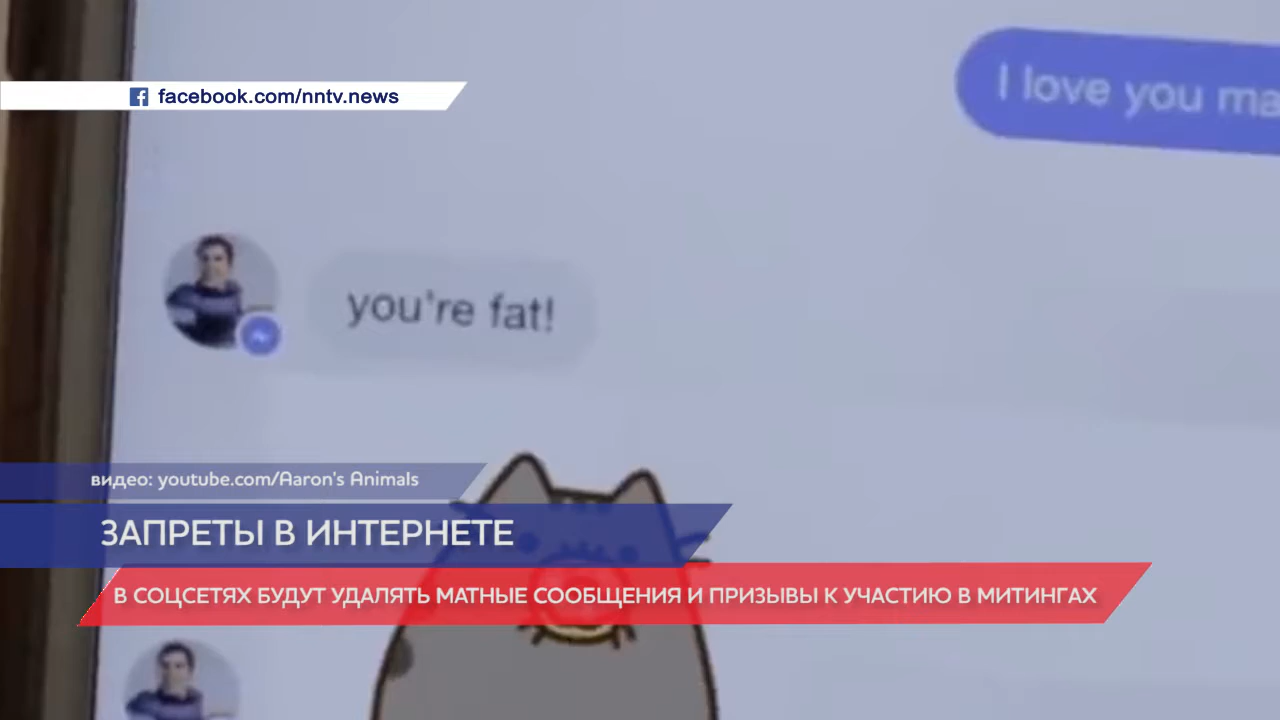 I love you ma
facebook.com/nntv.news
you're fat!
видео: youtube.com/Aaron's Animals
ЗАПРЕТЫ В ИНТЕРНЕТЕ
В СОЦСЕТЯХ БУДУТ УДАЛЯТЬ МАТНЫЕ СООБЩЕНИЯ И ПРИЗЫВЫ К УЧАСТИЮ В МИТИНГАХ